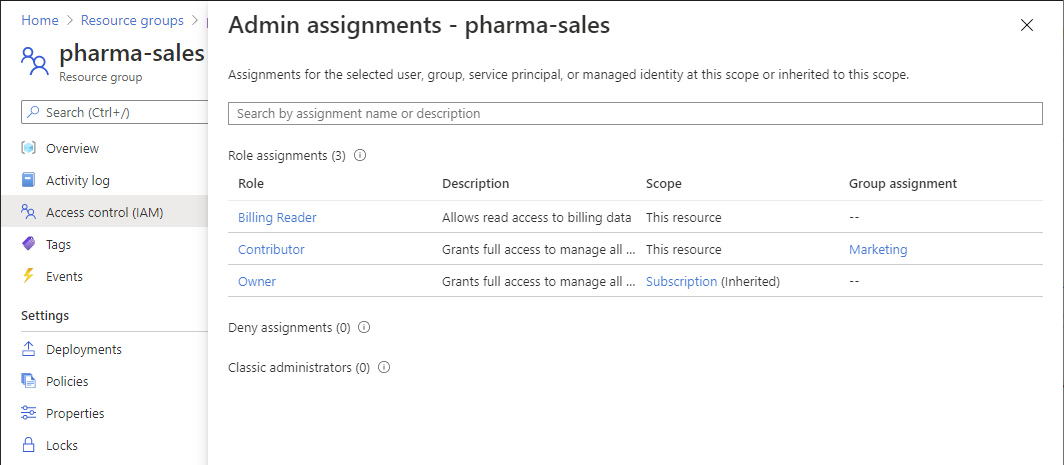 Home > Resource groups >
pharma-sales
Resource group
Search (Ctrl+/)
Overview
Activity log
Access control (IAM)
Tags
Events
Settings
Deployments
Policies
Properties
Locks
Admin assignments - pharma-sales
Assignments for the selected user, group, service principal, or managed identity at this scope or inherited to this scope.
Search by assignment name or description
Role assignments (3)
Role Description Scope Group assignment
Billing Reader Allows read access to billing data This resource --
Contributor Grants full access to manage all ... This resource Marketing
Owner Grants full access to manage all ... Subscription (Inherited) --
Deny assignments (0)
Classic administrators (0)